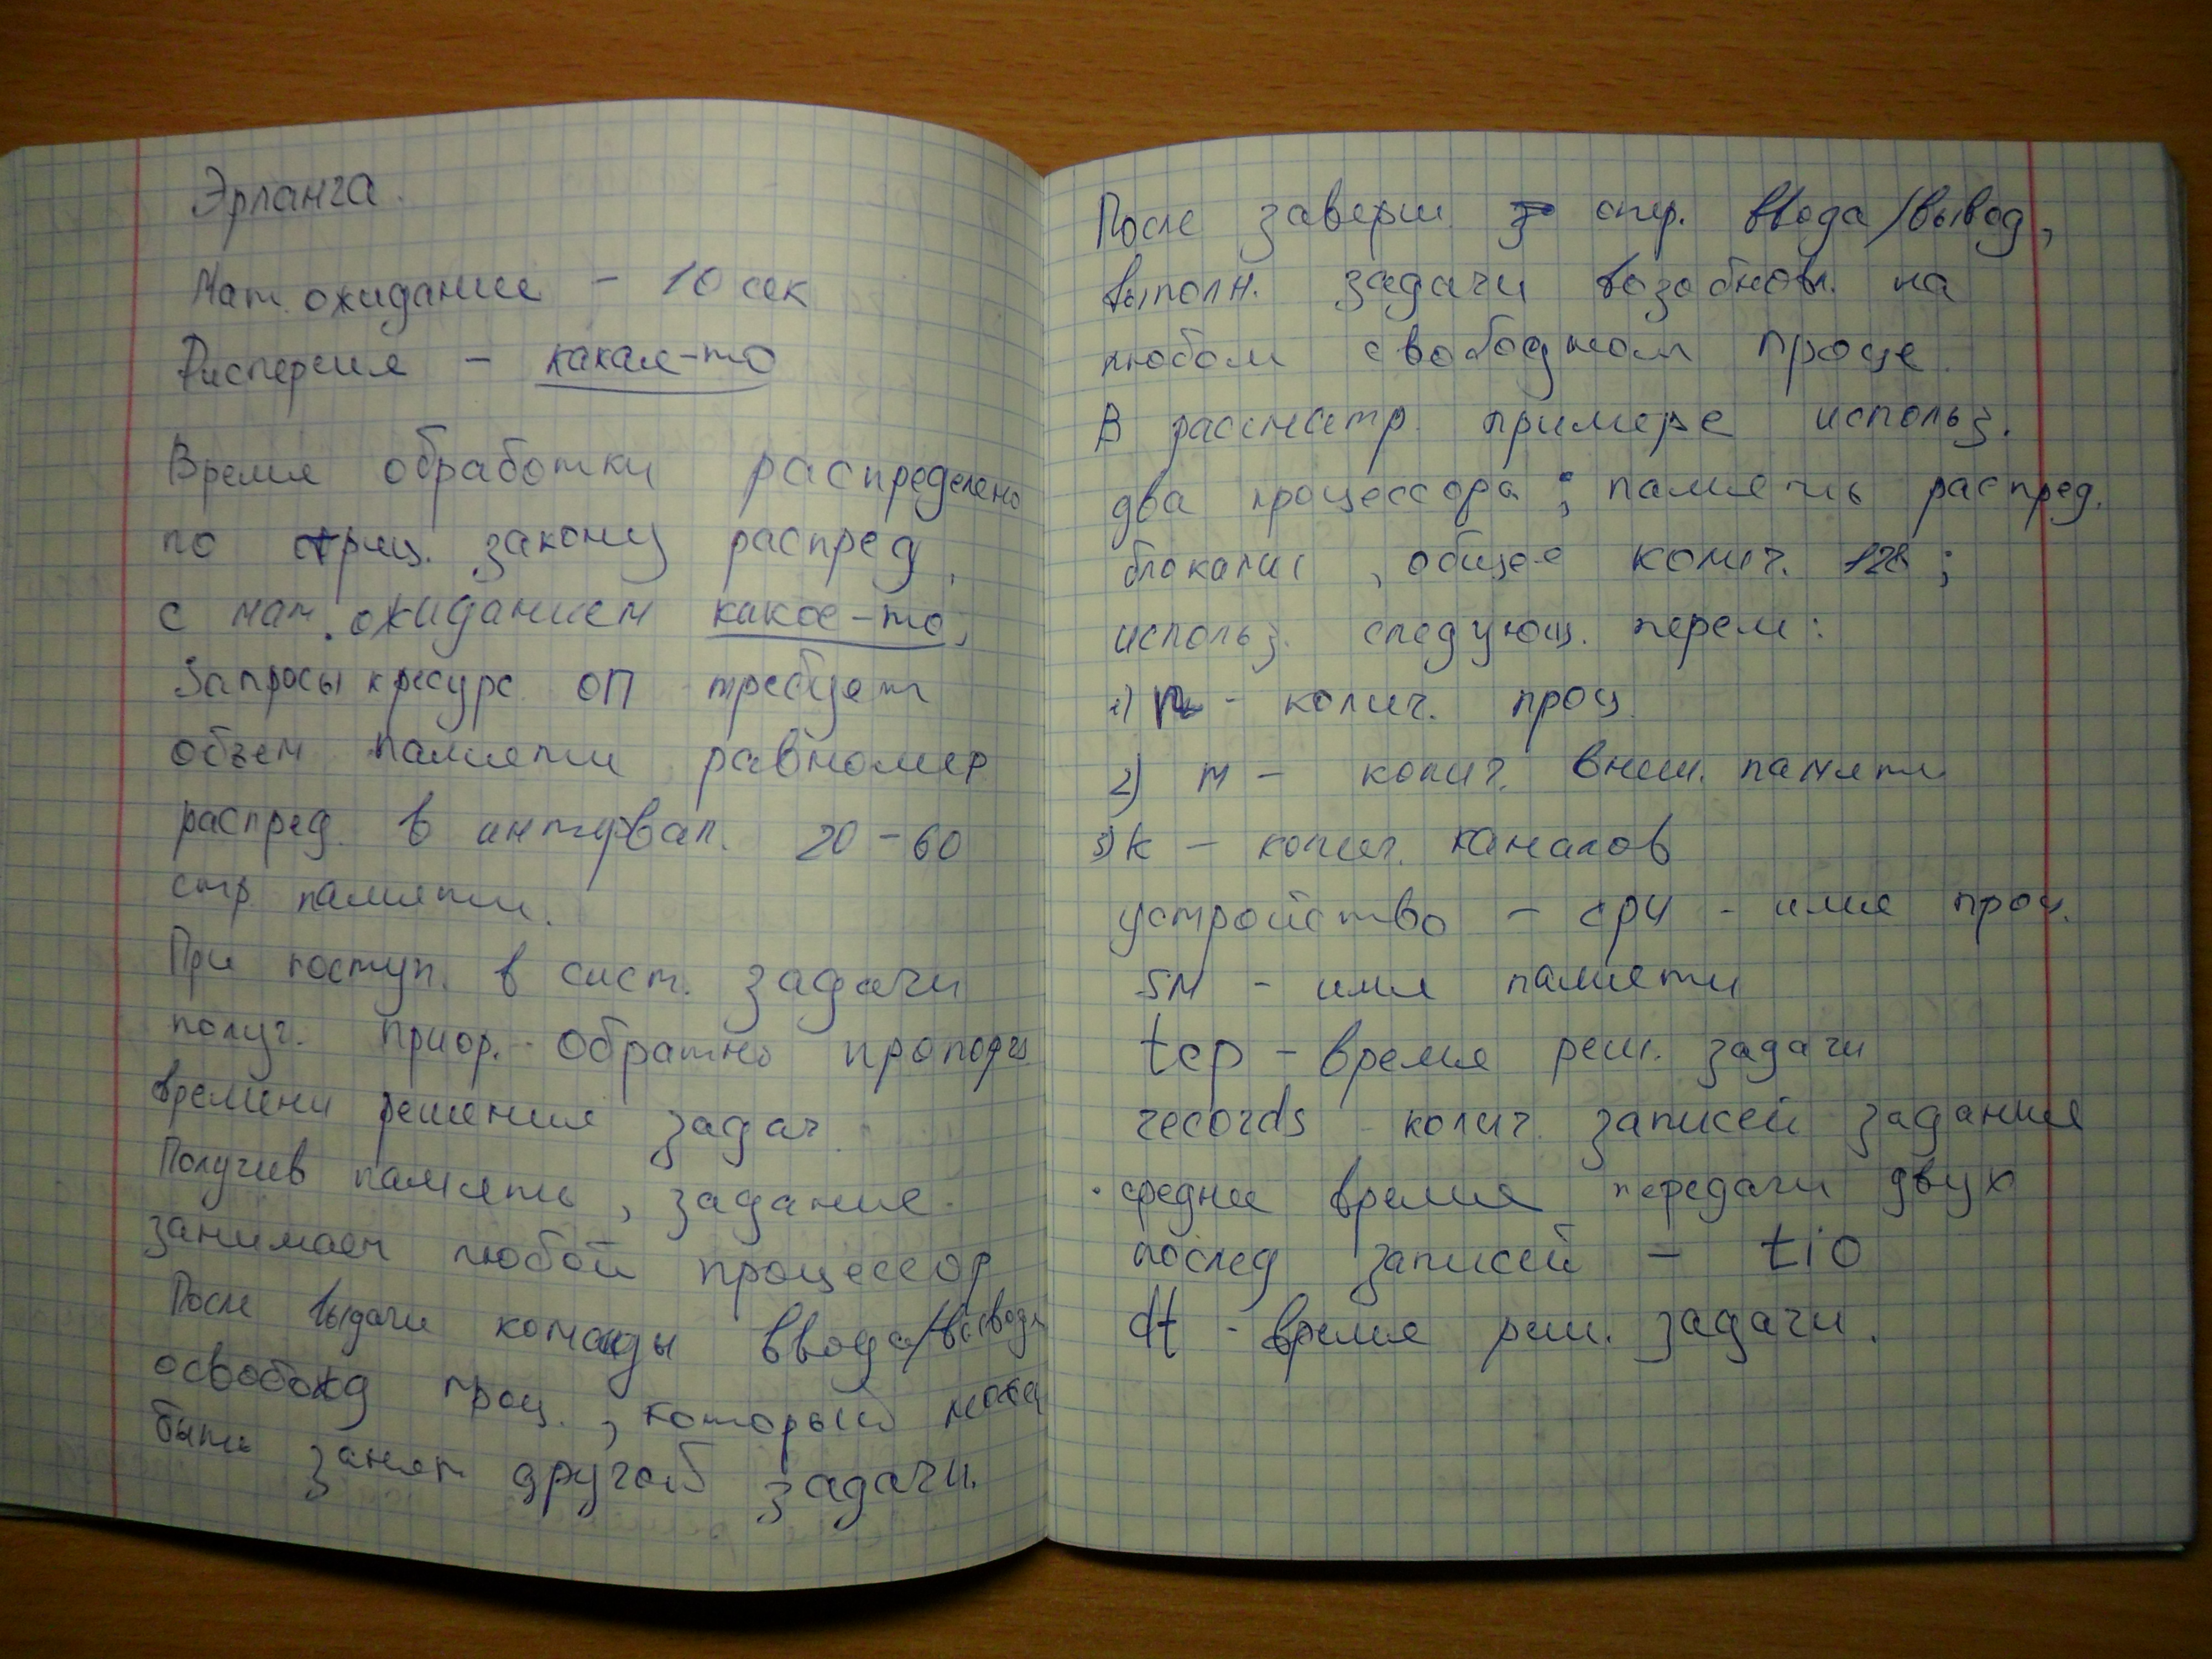 Эрланга.
Мат. ожидание - 10 сек
Дисперсия - какая-то
Время обработки распределено
по отриц. закону распред,
с мат. ожиданием какое-то,
Запросы к ресурс. ОП требует
объем памяти равномер
распред. в интервал. 20-60
стр памяти.
При поступ. в сист. задачи
получ. приор. обратно пропорц.
времени решения задач.
Получив память, задание
занимает любой процессор
После выдачи команды ввода/вывода
освобожд проц., который может
быть занят другой задачи.
После заверш опр. ввода/вывод,
выполн. задачи возобновл. на
любом свободном проце.
В рассматр. примере использ.
два процессора; память распред.
блоками, общее колич. 128;
использ. следующ. перем:
1) n - колич. проц.
2) m - колич. внеш. памяти
3) k - колич. каналов
устройство - cpu - имя проц.
SM - имя памяти
tcp - время реш. задачи
records колич. записей задания
· средне время передачи двух
послед записей - tio
dt - время реш. задачи.